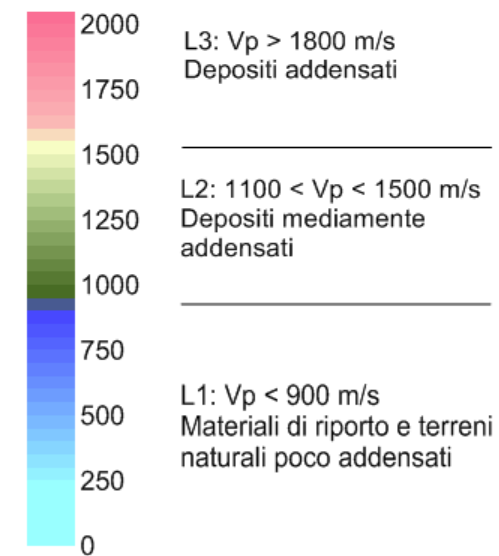 2000
1750
1500
1250
1000
750
500
250
0
L3: Vp > 1800 m/s
Depositi addensati
L2: 1100 < Vp < 1500 m/s
Depositi mediamente
addensati
L1: Vp < 900 m/s
Materiali di riporto e terreni
naturali poco addensati